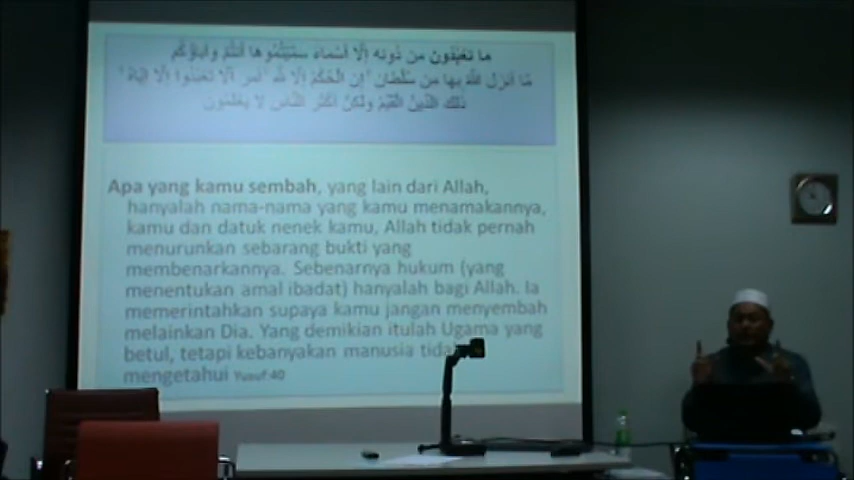 ما تعبدون من دونه إلا أسماء سميتموها أنتم وآباؤكم
ما أنزل الله بها من سلطان إن الحكم إلا لله أمر ألا تعبدوا إلا إياه
ذلك الدين القيم ولكن أكثر الناس لا يعلمون
Apa yang kamu sembah, yang lain dari Allah,
hanyalah nama-nama yang kamu menamakannya,
kamu dan datuk nenek kamu, Allah tidak pernah
menurunkan sebarang bukti yang
membenarkannya. Sebenarnya hukum (yang
menentukan amal ibadat) hanyalah bagi Allah. Ia
memerintahkan supaya kamu jangan menyembah
melainkan Dia. Yang demikian itulah Ugama yang
betul, tetapi kebanyakan manusia
mengetahui Yusuf:40